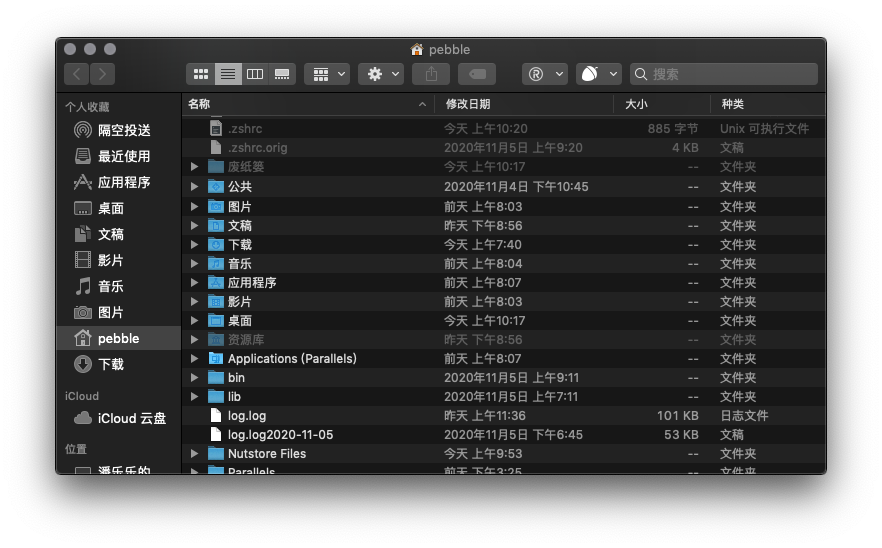 pebble
搜索
个人收藏
隔空投送
最近使用
应用程序
桌面
文稿
影片
音乐
图片
pebble
下载
iCloud
iCloud 云盘
位置
潘乐乐的
名称 修改日期 大小 种类
.zshrc 今天 上午10:20 885 字节 Unix 可执行文件
.zshrc.orig 2020年11月5日 上午9:20 4 KB 文稿
废纸篓 今天 上午10:17 -- 文件夹
公共 2020年11月4日 下午10:45 -- 文件夹
图片 前天 上午8:03 -- 文件夹
文稿 昨天 下午8:56 -- 文件夹
下载 今天 上午7:40 -- 文件夹
音乐 前天 上午8:04 -- 文件夹
应用程序 前天 上午8:07 -- 文件夹
影片 前天 上午8:03 -- 文件夹
桌面 今天 上午10:17 -- 文件夹
资源库 昨天 下午8:56 -- 文件夹
Applications (Parallels) 前天 上午8:07 -- 文件夹
bin 2020年11月5日 上午9:11 -- 文件夹
lib 2020年11月5日 上午7:11 -- 文件夹
log.log 昨天 上午11:36 101 KB 日志文件
log.log2020-11-05 2020年11月5日 下午6:45 53 KB 文稿
Nutstore Files 今天 上午9:53 -- 文件夹
Parallels 前天 下午3:25 -- 文件夹